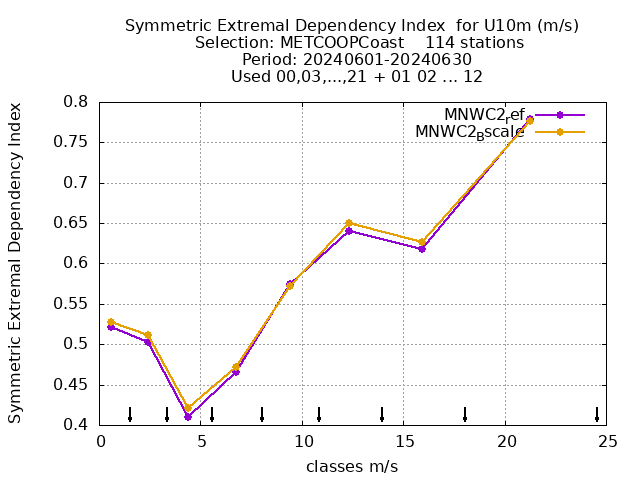 Symmetric Extremal Dependency Index  for U10m (m/s)
Selection: METCOOPCoast    114 stations
Period: 20240601-20240630
Used 00,03,...,21 + 01 02 ... 12
Symmetric Extremal Dependency Index
MNWC2ref
MNWC2Bscale
0.8
0.75
0.7
0.65
0.6
0.55
0.5
0.45
0.4
0 5 10 15 20 25
classes m/s